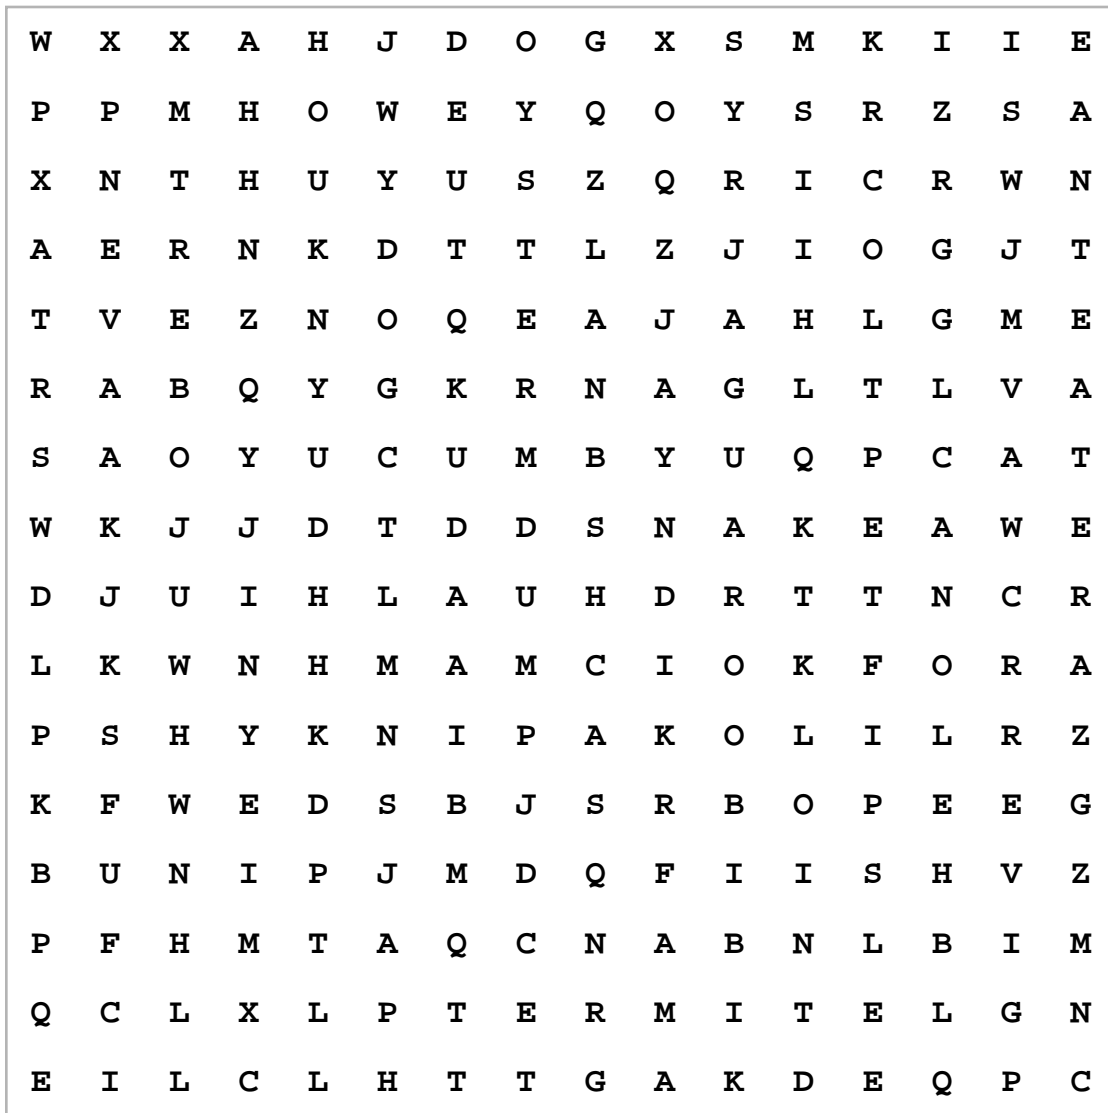 W X X A H J D O G X S M K I I E
P P M H O W E Y Q O Y S R Z S A
X N T H U Y U S Z Q R I C R W N
A E R N K D T T L Z J I O G J T
T V E Z N O Q E A J A H L G M E
R A B Q Y G K R N A G L T L V A
S A O Y U C U M B Y U Q P C A T
W K J J D T D D S N A K E A W E
D J U I H L A U H D R T T N C R
L K W N H M A M C I O K F O R A
P S H Y K N I P A K O L I L R Z
K F W E D S B J S R B O P E E G
B U N I P J M D Q F I I S H V Z
P F H M T A Q C N A B N L B I M
Q C L X L P T E R M I T E L G N
E I L C L H T T G A K D E Q P C